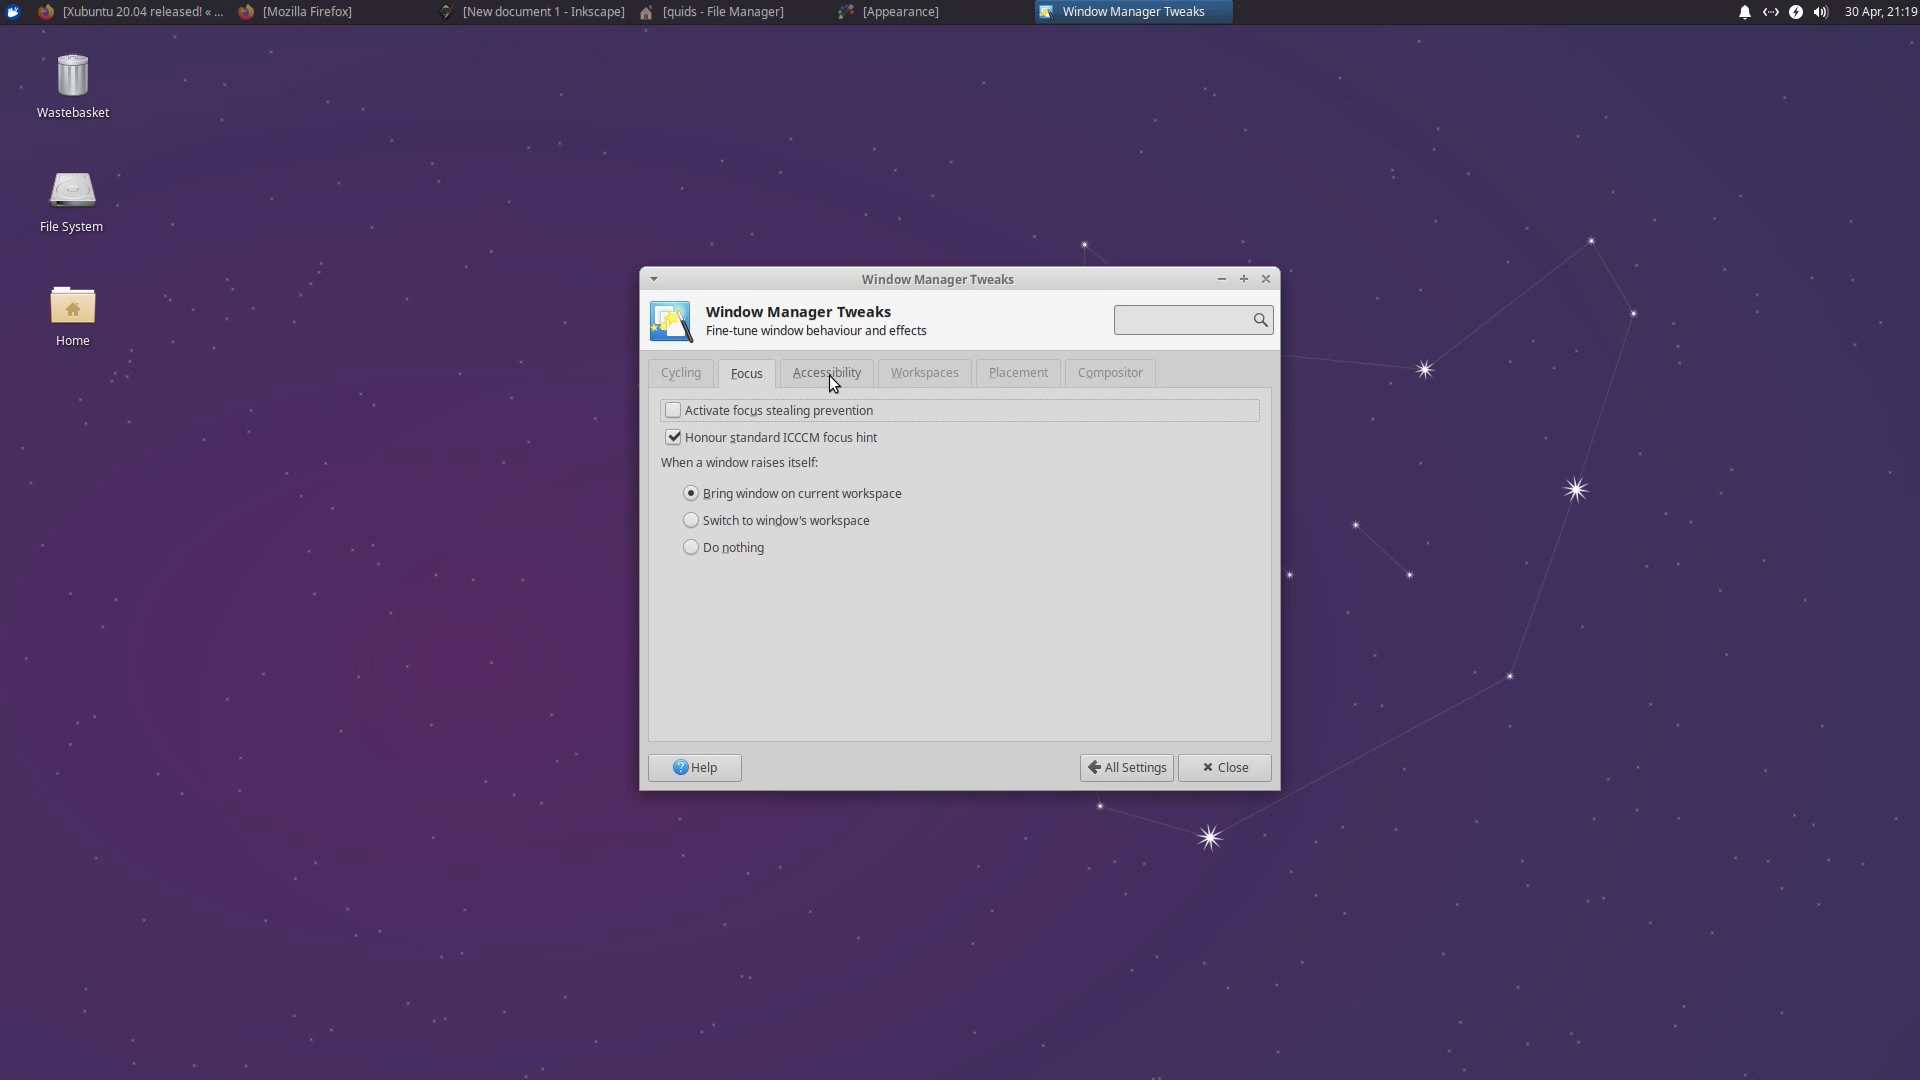 [Xubuntu 20.04 released! « ...
[Mozilla Firefox]
[New document 1 - Inkscape]
[quids - File Manager]
[Appearance]
Window Manager Tweaks
30 Apr, 21:19
Wastebasket
File System
Home
Window Manager Tweaks
Window Manager Tweaks
Fine-tune window behaviour and effects
Cycling
Focus
Accessibility
Workspaces
Placement
Compositor
Activate focus stealing prevention
Honour standard ICCCM focus hint
When a window raises itself:
Bring window on current workspace
Switch to window's workspace
Do nothing
Help
All Settings
Close